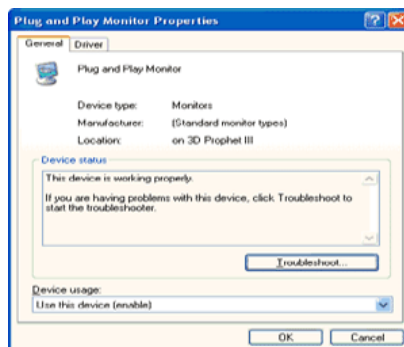 Plug and Play Monitor Properties
General Driver
Plug and Play Monitor
Device type: Monitors
Manufacturer: (Standard monitor types)
Location: on 3D Prophet III
Device status
This device is working properly.
If you are having problems with this device, click Troubleshoot to
start the troubleshooter.
Troubleshoot...
Device usage:
Use this device (enable)
OK Cancel